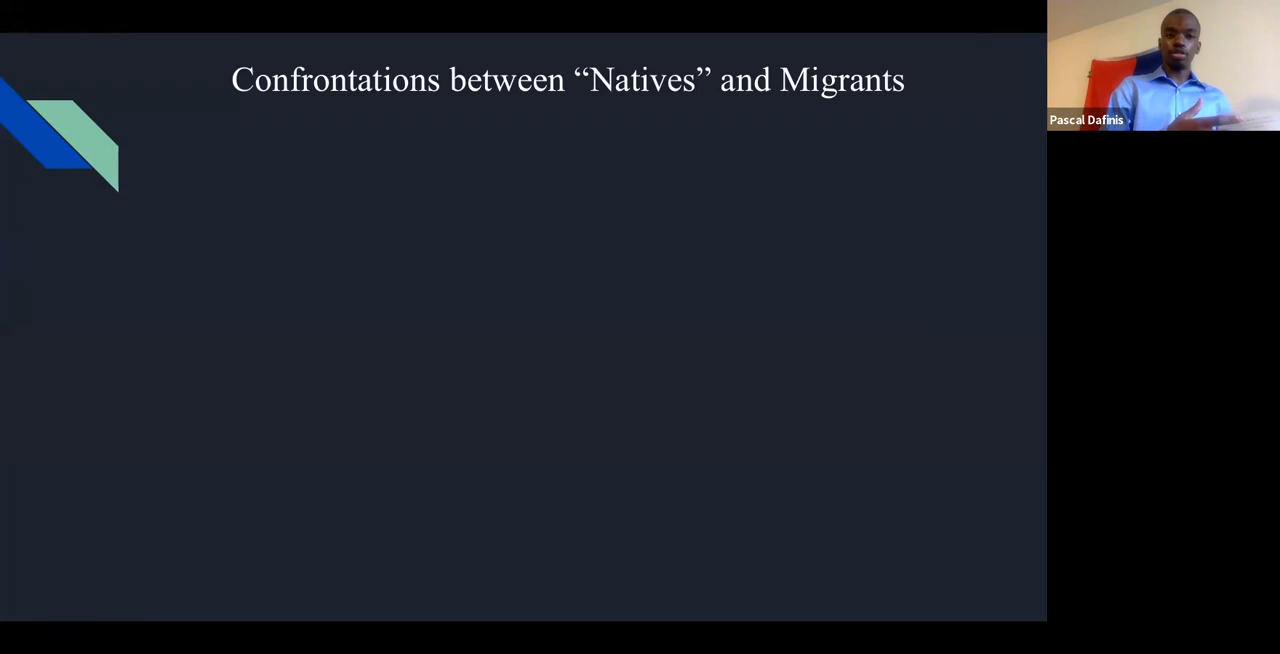 Confrontations between “Natives” and Migrants
Pascal Dafinis